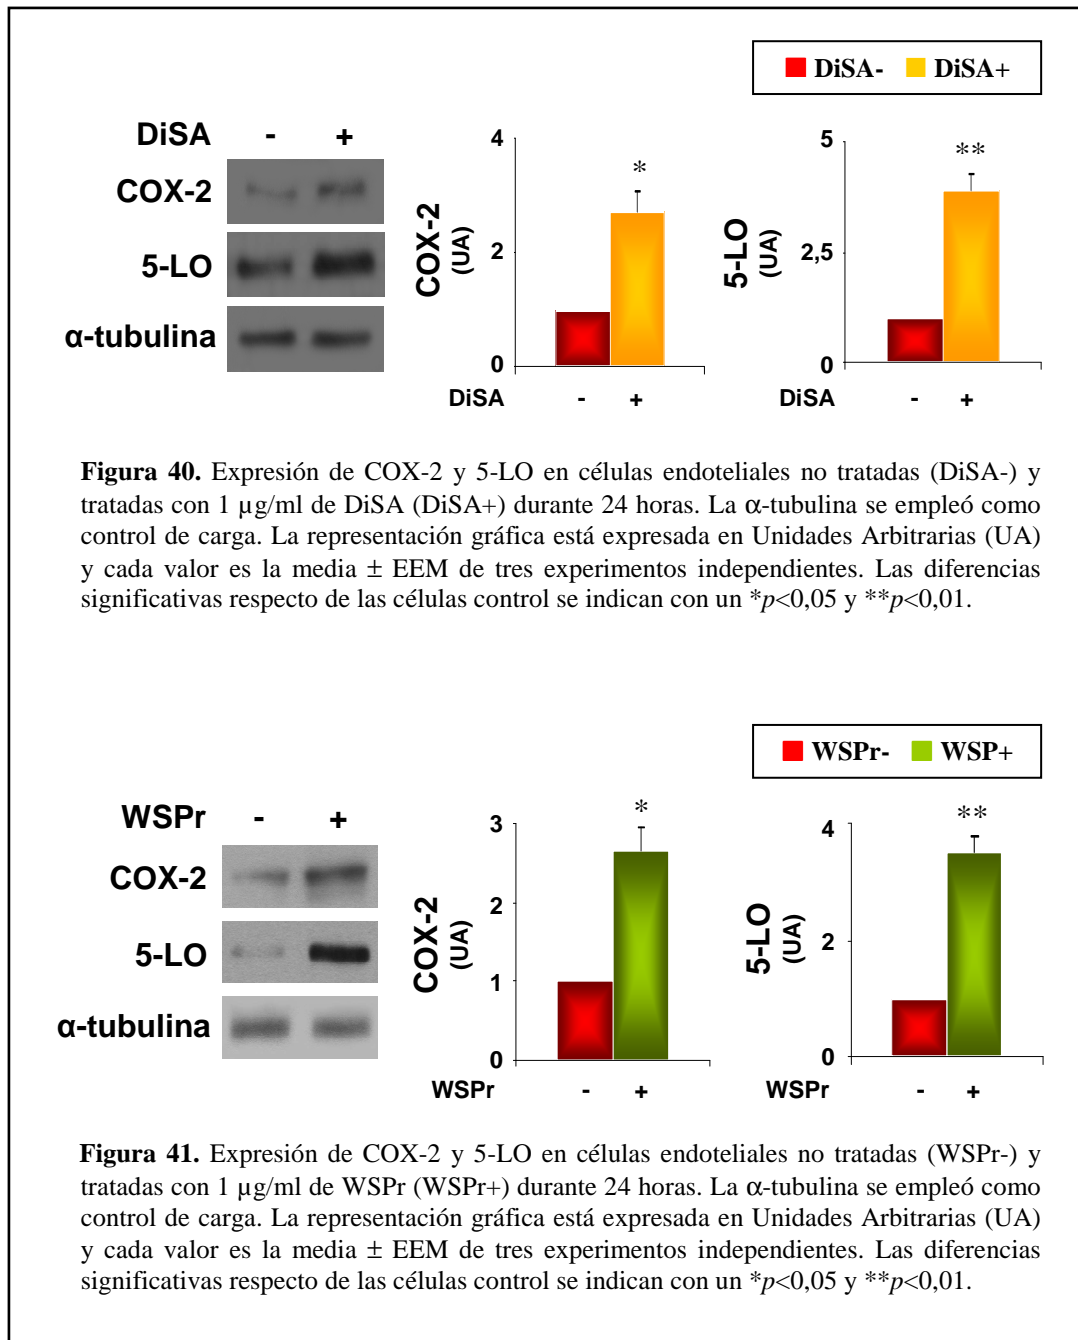 DiSA- DiSA+
DiSA - +
COX-2
5-LO
α-tubulina
COX-2
(UA)
4
2
0
*
DiSA - +
5-LO
(UA)
5
2,5
0
**
DiSA - +
Figura 40. Expresión de COX-2 y 5-LO en células endoteliales no tratadas (DiSA-) y
tratadas con 1 µg/ml de DiSA (DiSA+) durante 24 horas. La α-tubulina se empleó como
control de carga. La representación gráfica está expresada en Unidades Arbitrarias (UA)
y cada valor es la media ± EEM de tres experimentos independientes. Las diferencias
significativas respecto de las células control se indican con un *p<0,05 y **p<0,01.
WSPr- WSP+
WSPr - +
COX-2
5-LO
α-tubulina
COX-2
(UA)
3
2
1
0
*
WSPr - +
5-LO
(UA)
4
2
0
**
WSPr - +
Figura 41. Expresión de COX-2 y 5-LO en células endoteliales no tratadas (WSPr-) y
tratadas con 1 µg/ml de WSPr (WSPr+) durante 24 horas. La α-tubulina se empleó como
control de carga. La representación gráfica está expresada en Unidades Arbitrarias (UA)
y cada valor es la media ± EEM de tres experimentos independientes. Las diferencias
significativas respecto de las células control se indican con un *p<0,05 y **p<0,01.